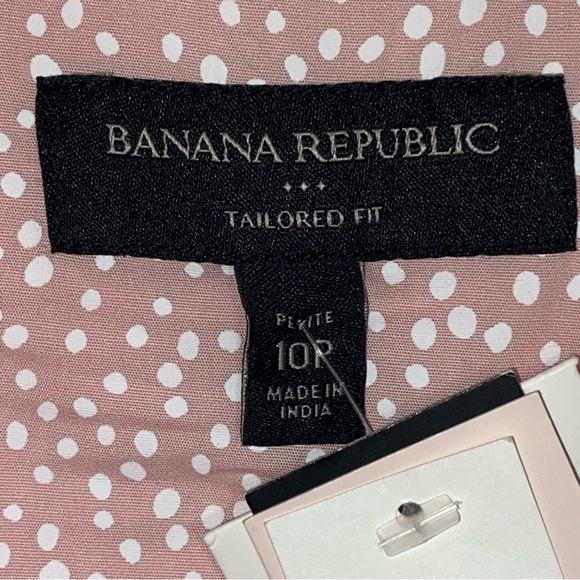 BANANA REPUBLIC
TAILORED FIT
PETITE
10P
MADE IN
INDIA